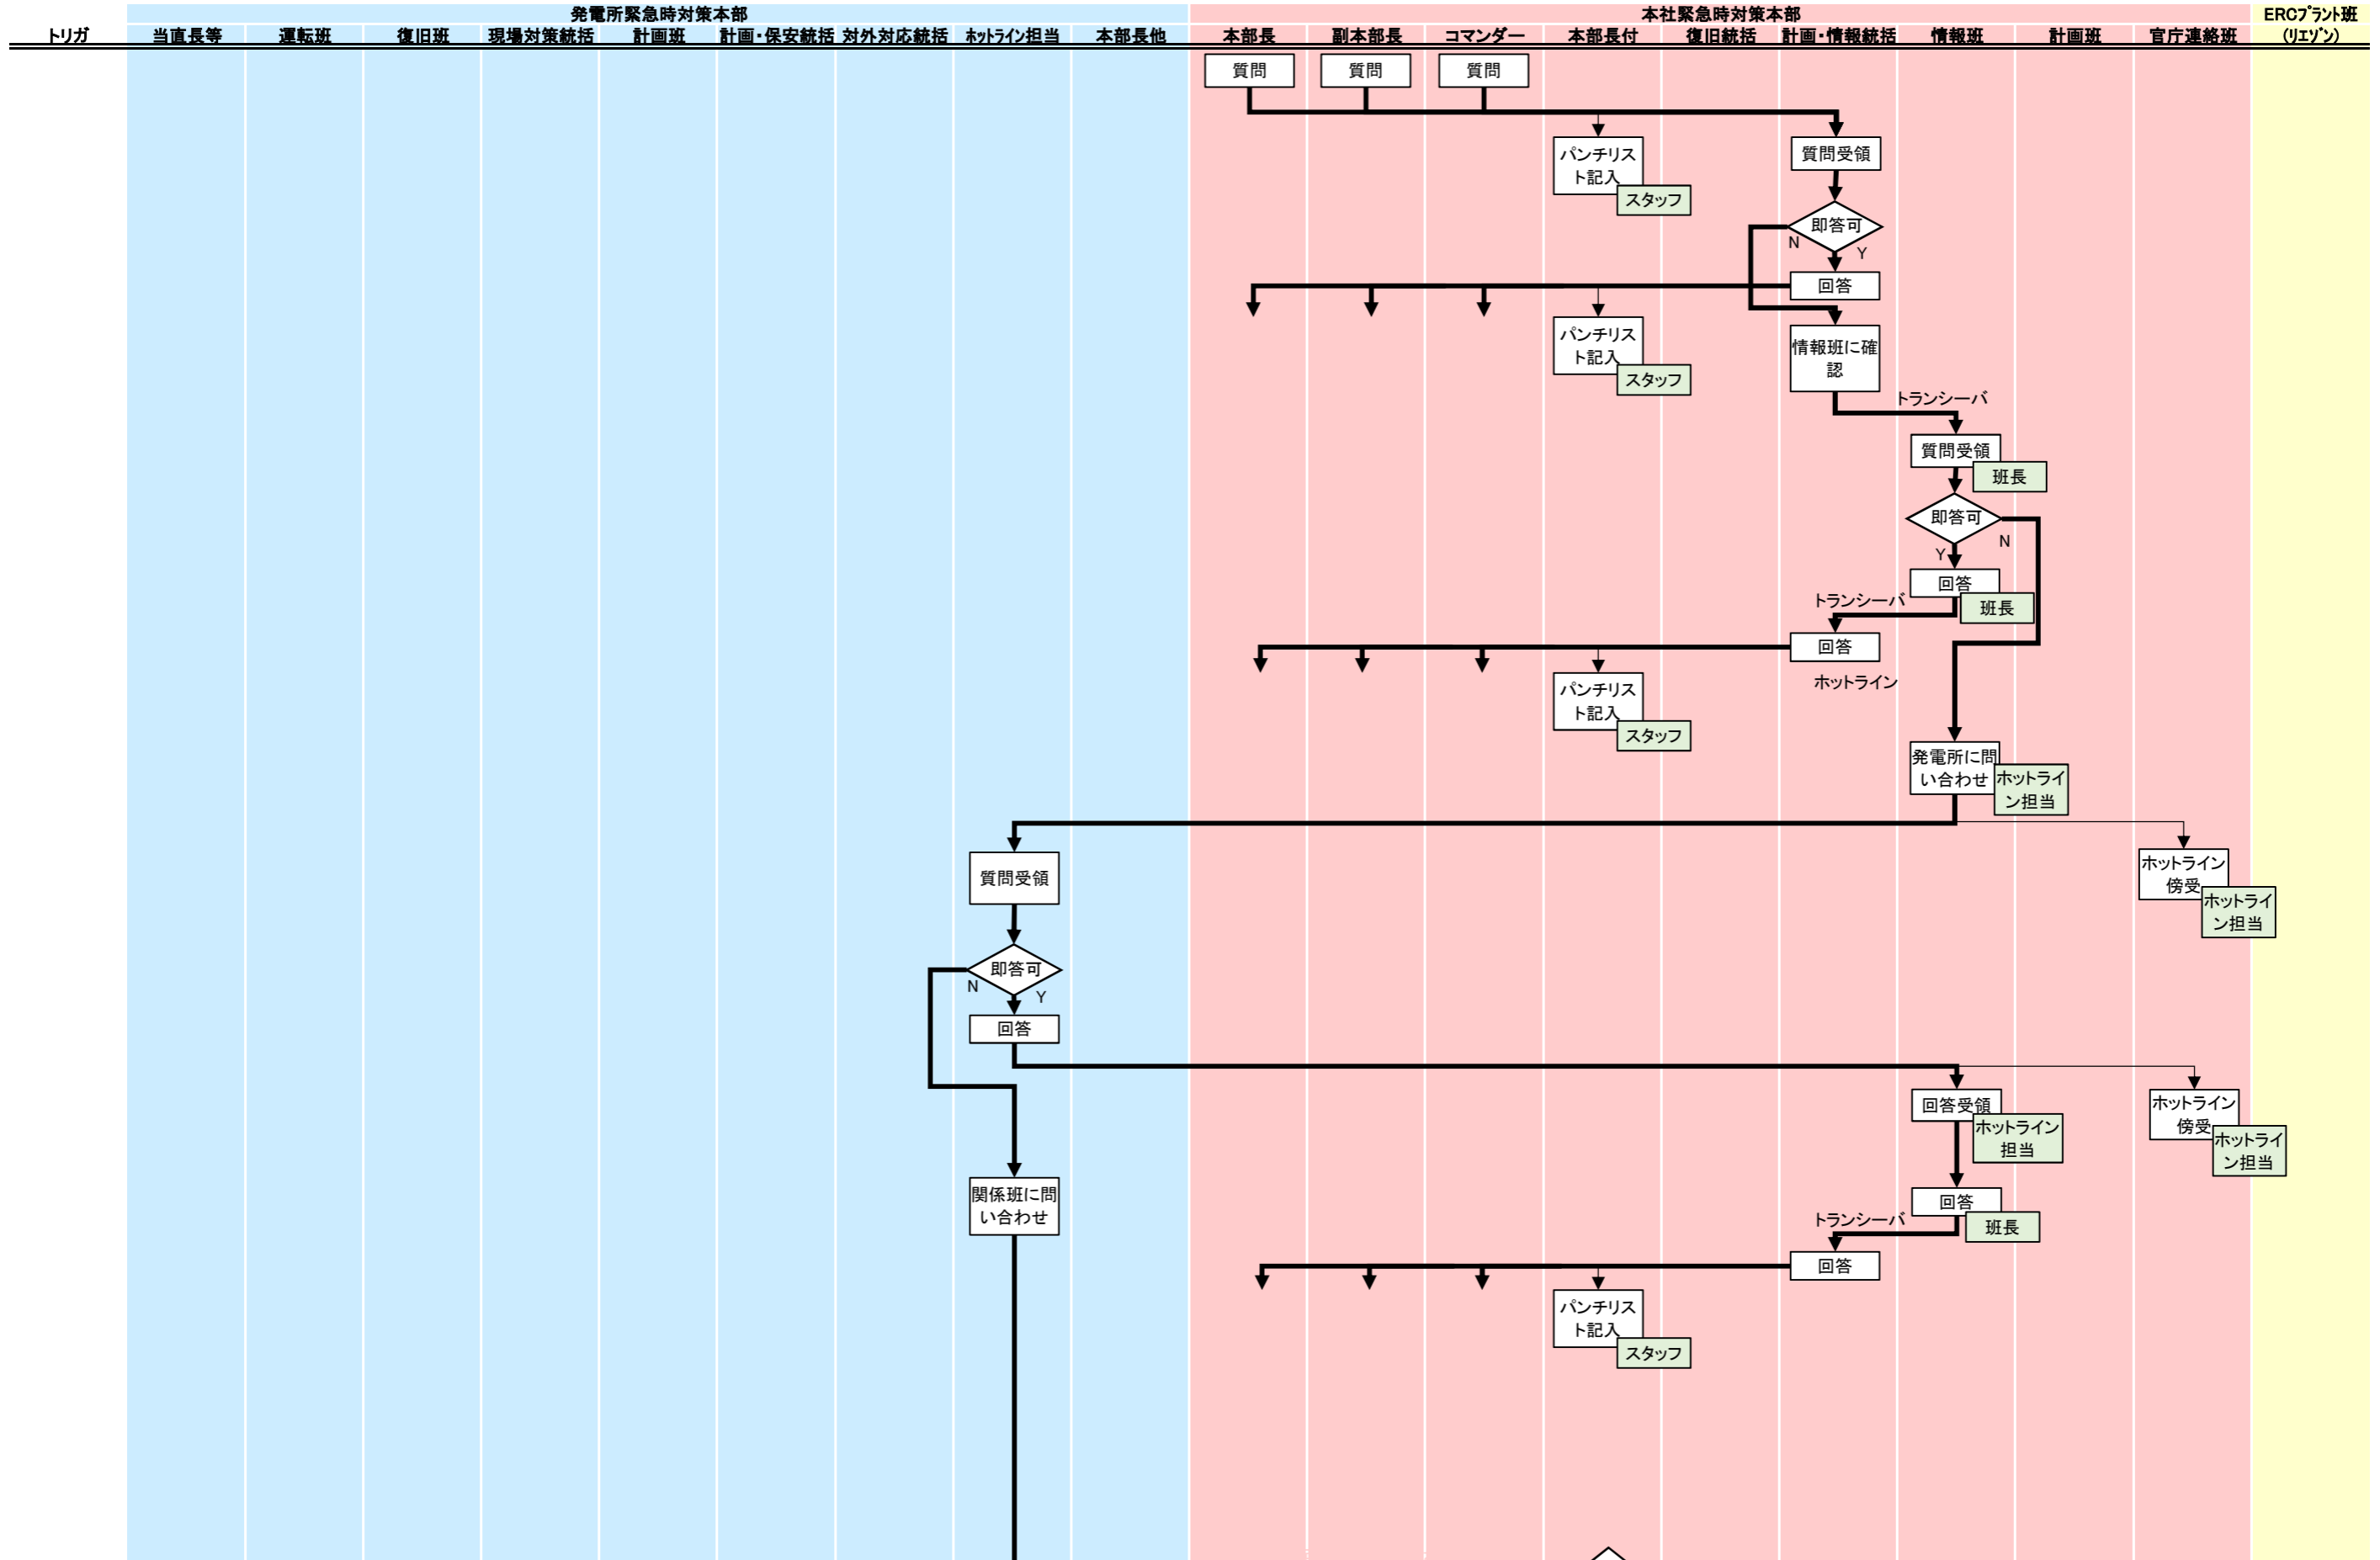 発電所緊急時対策本部
本社緊急時対策本部
ERCプラント班
トリガ
当直長等
運転班
復旧班
現場対策統括
計画班
計画・保安統括
対外対応統括
ホットライン担当
本部長他
本部長
副本部長
コマンダー
本部長付
復旧統括
計画・情報統括
情報班
計画班
官庁連絡班
(リエゾン)
質問
質問
質問
パンチリス
ト記入
スタッフ
質問受領
即答可
N
Y
回答
パンチリス
ト記入
スタッフ
情報班に確
認
トランシーバ
質問受領
班長
即答可
N
Y
回答
班長
トランシーバ
回答
ホットライン
パンチリス
ト記入
スタッフ
発電所に問
い合わせ
ホットライ
ン担当
質問受領
ホットライン
傍受
ホットライ
ン担当
即答可
N
Y
回答
回答受領
ホットライン
担当
ホットライン
傍受
ホットライ
ン担当
関係班に問
い合わせ
回答
班長
トランシーバ
回答
パンチリス
ト記入
スタッフ